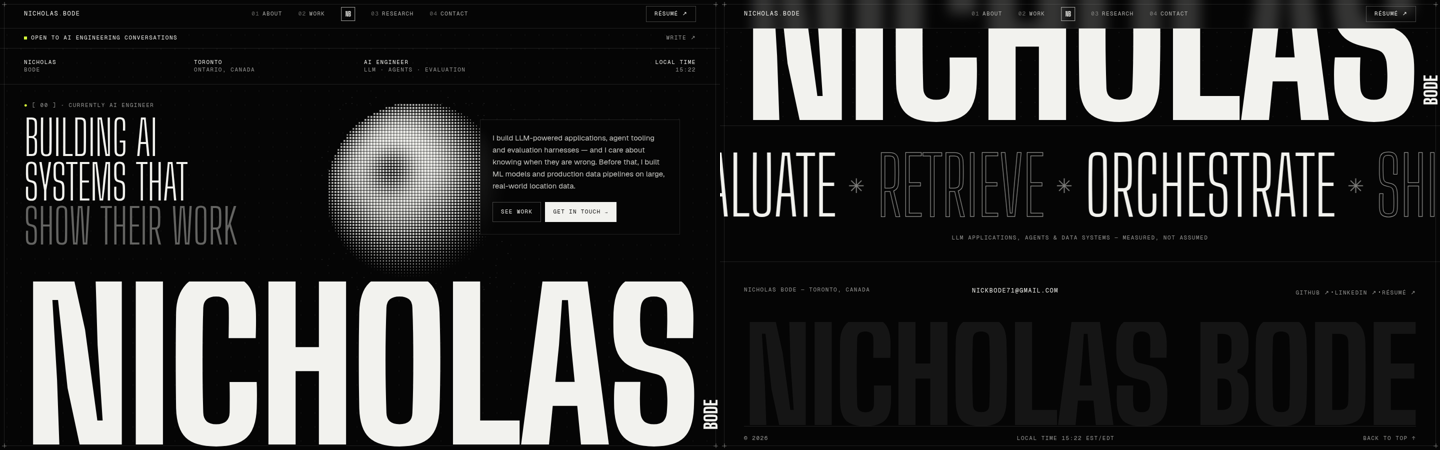 NICHOLAS.BODE
01 ABOUT
02 WORK
03 RESEARCH
04 CONTACT
RÉSUMÉ ↗
OPEN TO AI ENGINEERING CONVERSATIONS
WRITE ↗
NICHOLAS
BODE
TORONTO
ONTARIO, CANADA
AI ENGINEER
LLM · AGENTS · EVALUATION
LOCAL TIME
15:22
[ 00 ] · CURRENTLY AI ENGINEER
BUILDING AI
SYSTEMS THAT
SHOW THEIR WORK
I build LLM-powered applications, agent tooling
and evaluation harnesses — and I care about
knowing when they are wrong. Before that, I built
ML models and production data pipelines on large,
real-world location data.
SEE WORK
GET IN TOUCH →
NICHOLAS
BODE
NICHOLAS.BODE
01 ABOUT
02 WORK
03 RESEARCH
04 CONTACT
RÉSUMÉ ↗
NICHOLAS
BODE
ALUATE ✳ RETRIEVE ✳ ORCHESTRATE ✳ SHI
LLM APPLICATIONS, AGENTS & DATA SYSTEMS — MEASURED, NOT ASSUMED
NICHOLAS BODE — TORONTO, CANADA
NICKBODE71@GMAIL.COM
GITHUB ↗ · LINKEDIN ↗ · RÉSUMÉ ↗
NICHOLAS BODE
© 2026
LOCAL TIME 15:22 EST/EDT
BACK TO TOP ↑